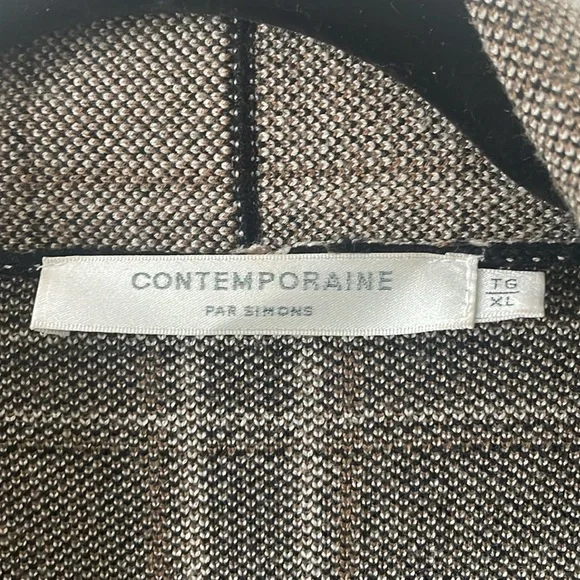 CONTEMPORAINE
PAR SIMONS
TG
XL